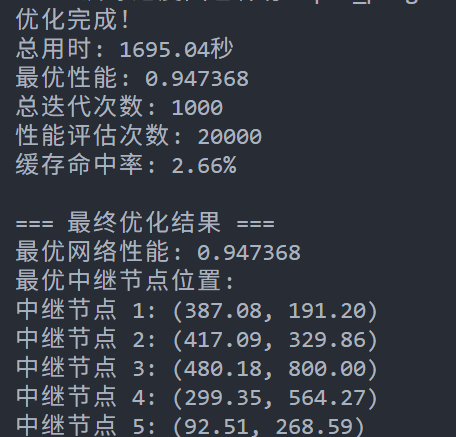 优化完成!
总用时: 1695.04秒
最优性能: 0.947368
总迭代次数: 1000
性能评估次数: 20000
缓存命中率: 2.66%
=== 最终优化结果 ===
最优网络性能: 0.947368
最优中继节点位置:
中继节点 1: (387.08, 191.20)
中继节点 2: (417.09, 329.86)
中继节点 3: (480.18, 800.00)
中继节点 4: (299.35, 564.27)
中继节点 5: (92.51, 268.59)